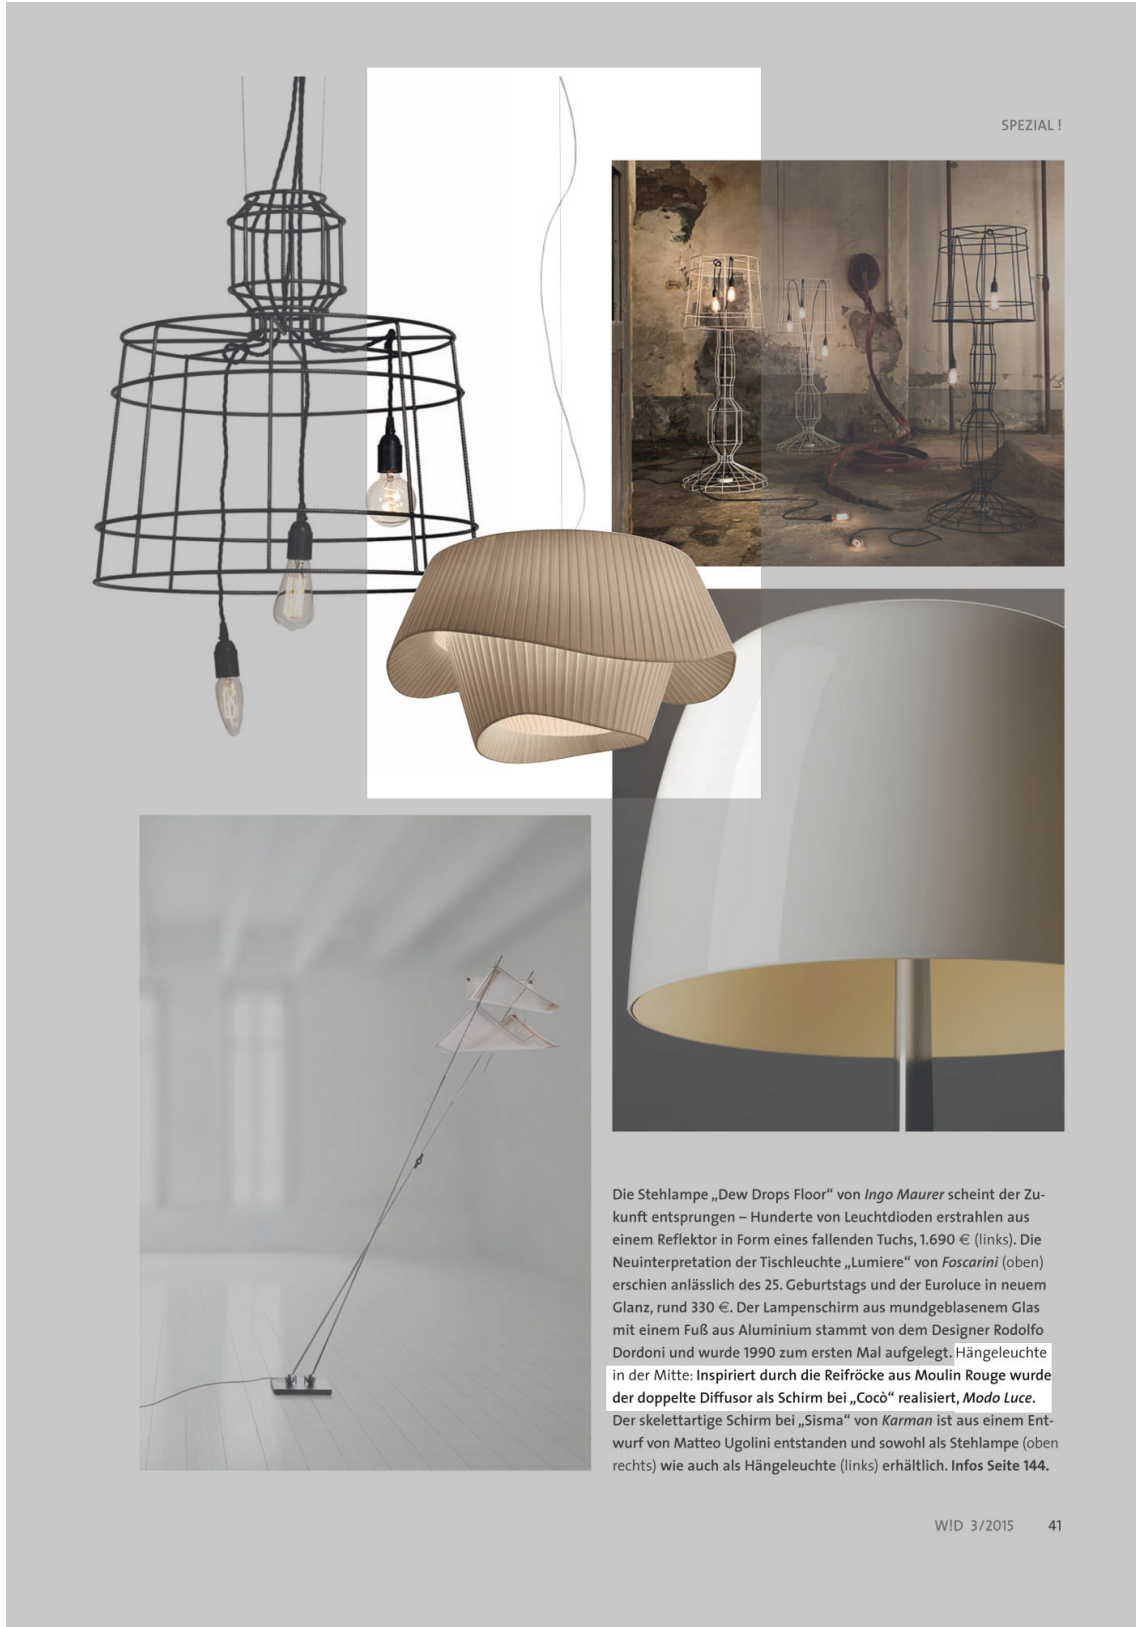 SPEZIAL !
Die Stehlampe „Dew Drops Floor“ von Ingo Maurer scheint der Zu-
kunft entsprungen – Hunderte von Leuchtdioden erstrahlen aus
einem Reflektor in Form eines fallenden Tuchs, 1.690 € (links). Die
Neuinterpretation der Tischleuchte „Lumiere“ von Foscarini (oben)
erschien anlässlich des 25. Geburtstags und der Euroluce in neuem
Glanz, rund 330 €. Der Lampenschirm aus mundgeblasenem Glas
mit einem Fuß aus Aluminium stammt von dem Designer Rodolfo
Dordoni und wurde 1990 zum ersten Mal aufgelegt. Hängeleuchte
in der Mitte: Inspiriert durch die Reifröcke aus Moulin Rouge wurde
der doppelte Diffusor als Schirm bei „Cocò“ realisiert, Modo Luce.
Der skelettartige Schirm bei „Sisma“ von Karman ist aus einem Ent-
wurf von Matteo Ugolini entstanden und sowohl als Stehlampe (oben
rechts) wie auch als Hängeleuchte (links) erhältlich. Infos Seite 144.
W!D 3/2015 41